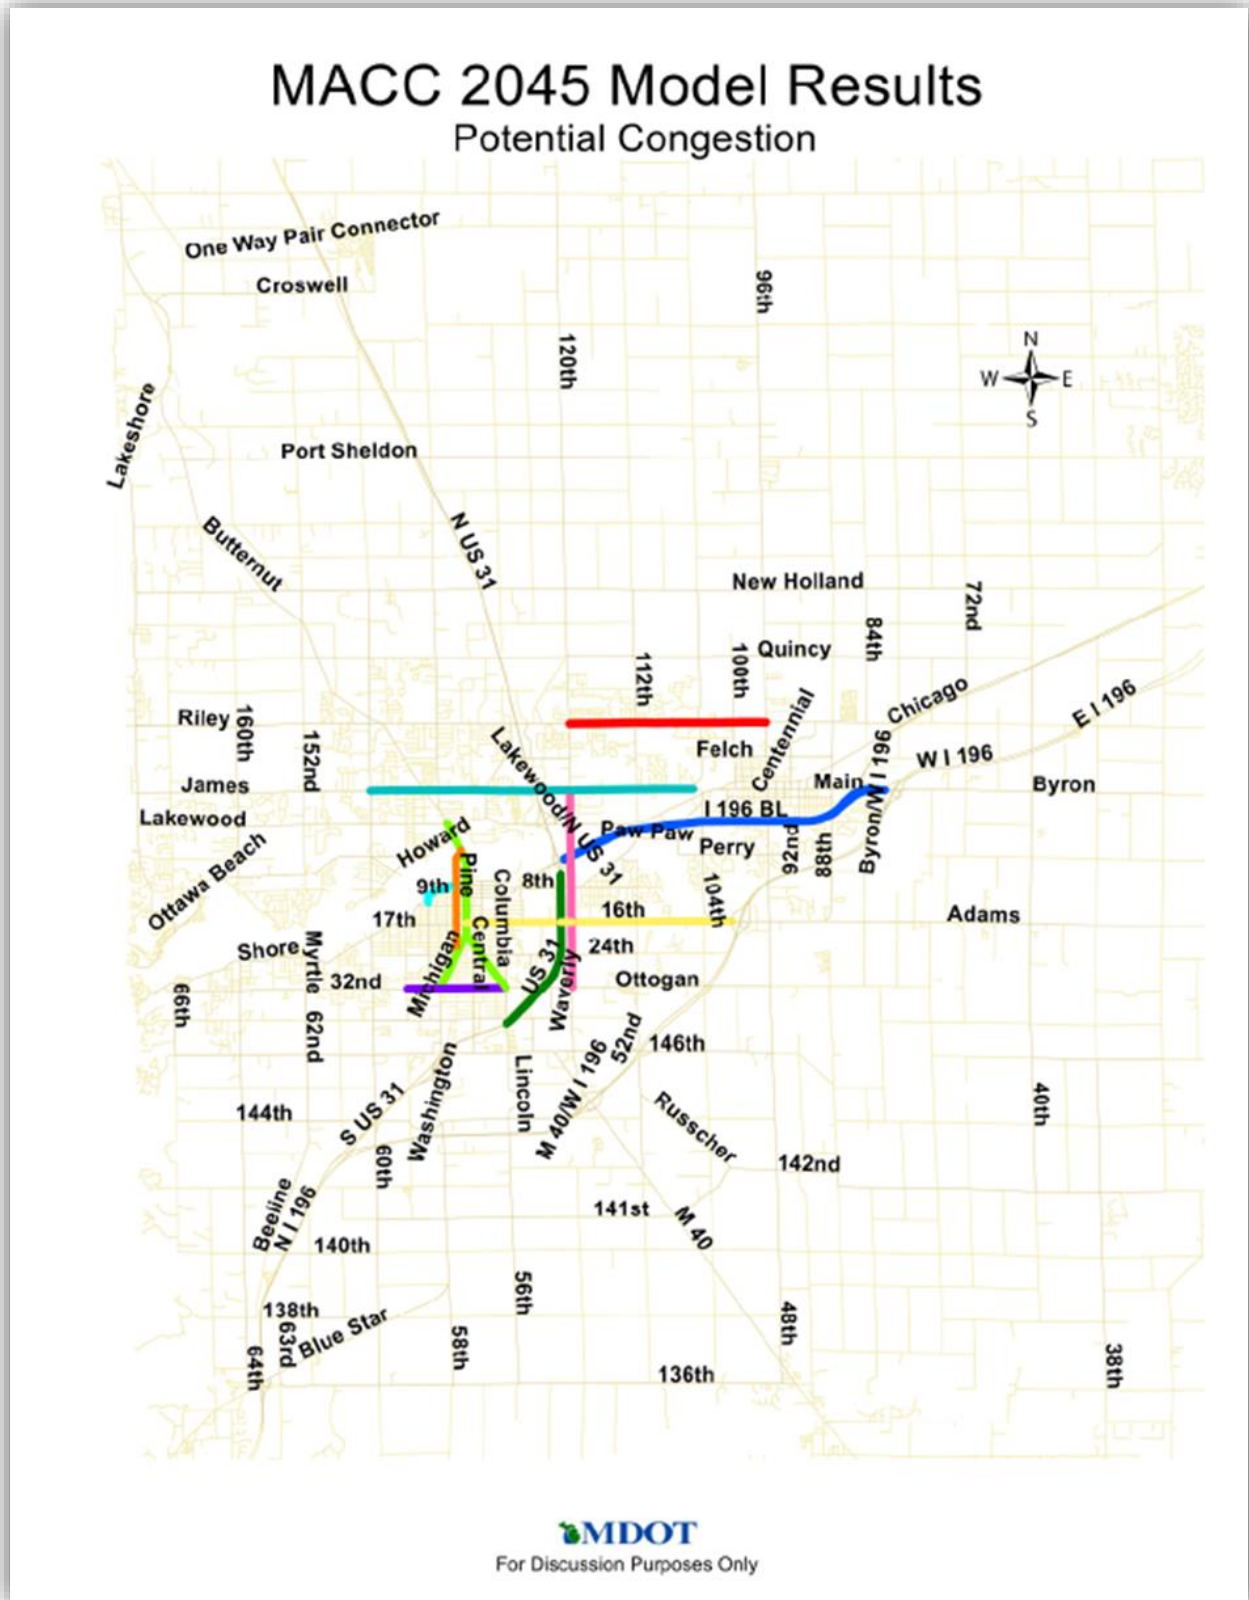 MACC 2045 Model Results
Potential Congestion
One Way Pair Connector
Croswell
96th
120th
N
W E
S
Lakeshore
Port Sheldon
N US 31
Butternut
New Holland
72nd
84th
Quincy
112th
100th
Chicago
E I 196
Riley
160th
152nd
Lakewood/N US 31
Felch
Centennial
W I 196
James
Main
Byron
Byron/W I 196
Lakewood
I 196 BL
Paw Paw
Howard
Perry
92nd
88th
Ottawa Beach
Pine
9th
Columbia
8th
104th
17th
16th
Adams
Central
Shore
Myrtle
Michigan
US 31
24th
Waverly
32nd
Ottogan
66th
62nd
52nd
146th
Lincoln
Washington
M 40/W I 196
144th
S US 31
Russcher
40th
60th
142nd
Beeline
N I 196
141st
M 40
140th
56th
138th
63rd
Blue Star
48th
64th
58th
136th
38th
MDOT
For Discussion Purposes Only